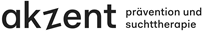 akzent
prävention und
suchttherapie